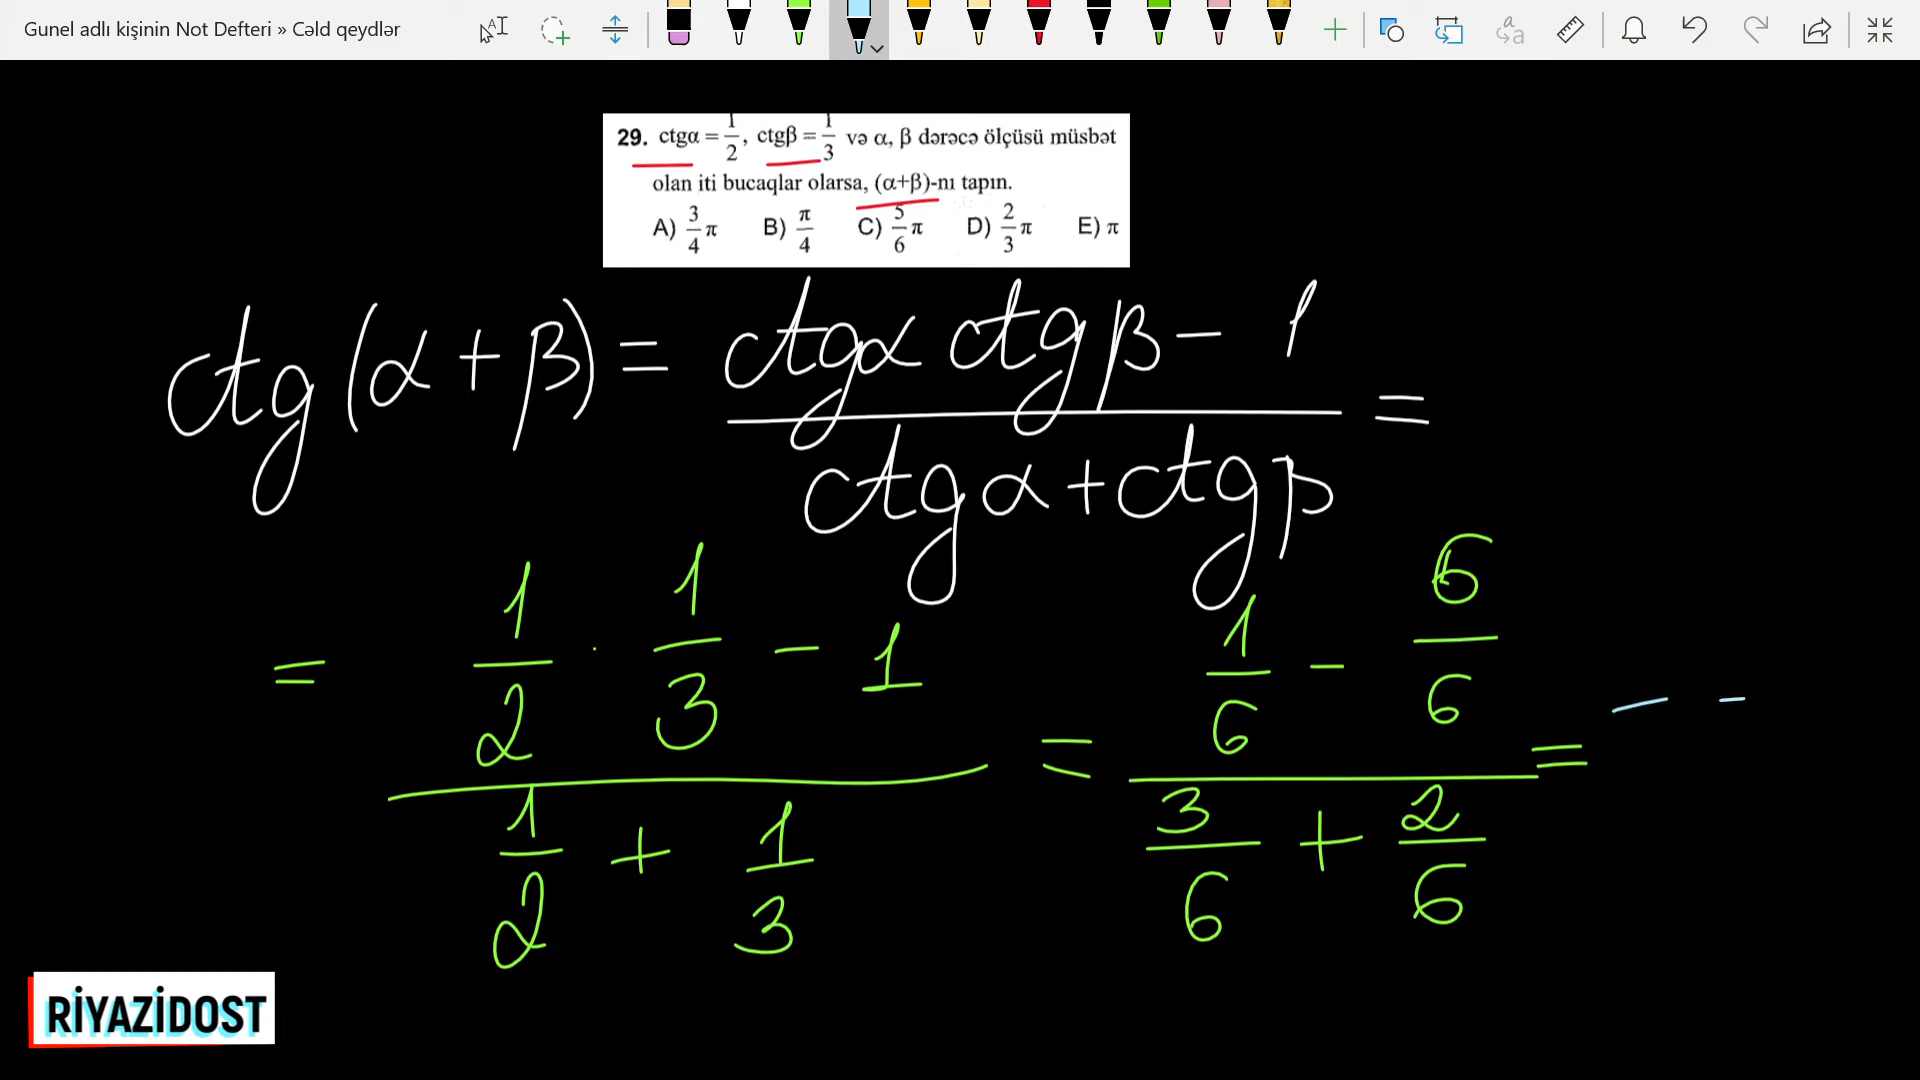 Gunel adlı kişinin Not Defteri » Cəld qeydlər
29. ctgα = 1/2, ctgβ = 1/3 və α, β dərəcə ölçüsü müsbət
olan iti bucaqlar olarsa, (α+β)-nı tapın.
A) 3/4 π B) π/4 C) 5/6 π D) 2/3 π E) π
ctg(α+β) = (ctgα ctgβ - 1)/(ctgα + ctgβ) =
= (1/2 · 1/3 - 1)/(1/2 + 1/3) = (1/6 - 6/6)/(3/6 + 2/6) = - -
RİYAZİDOST